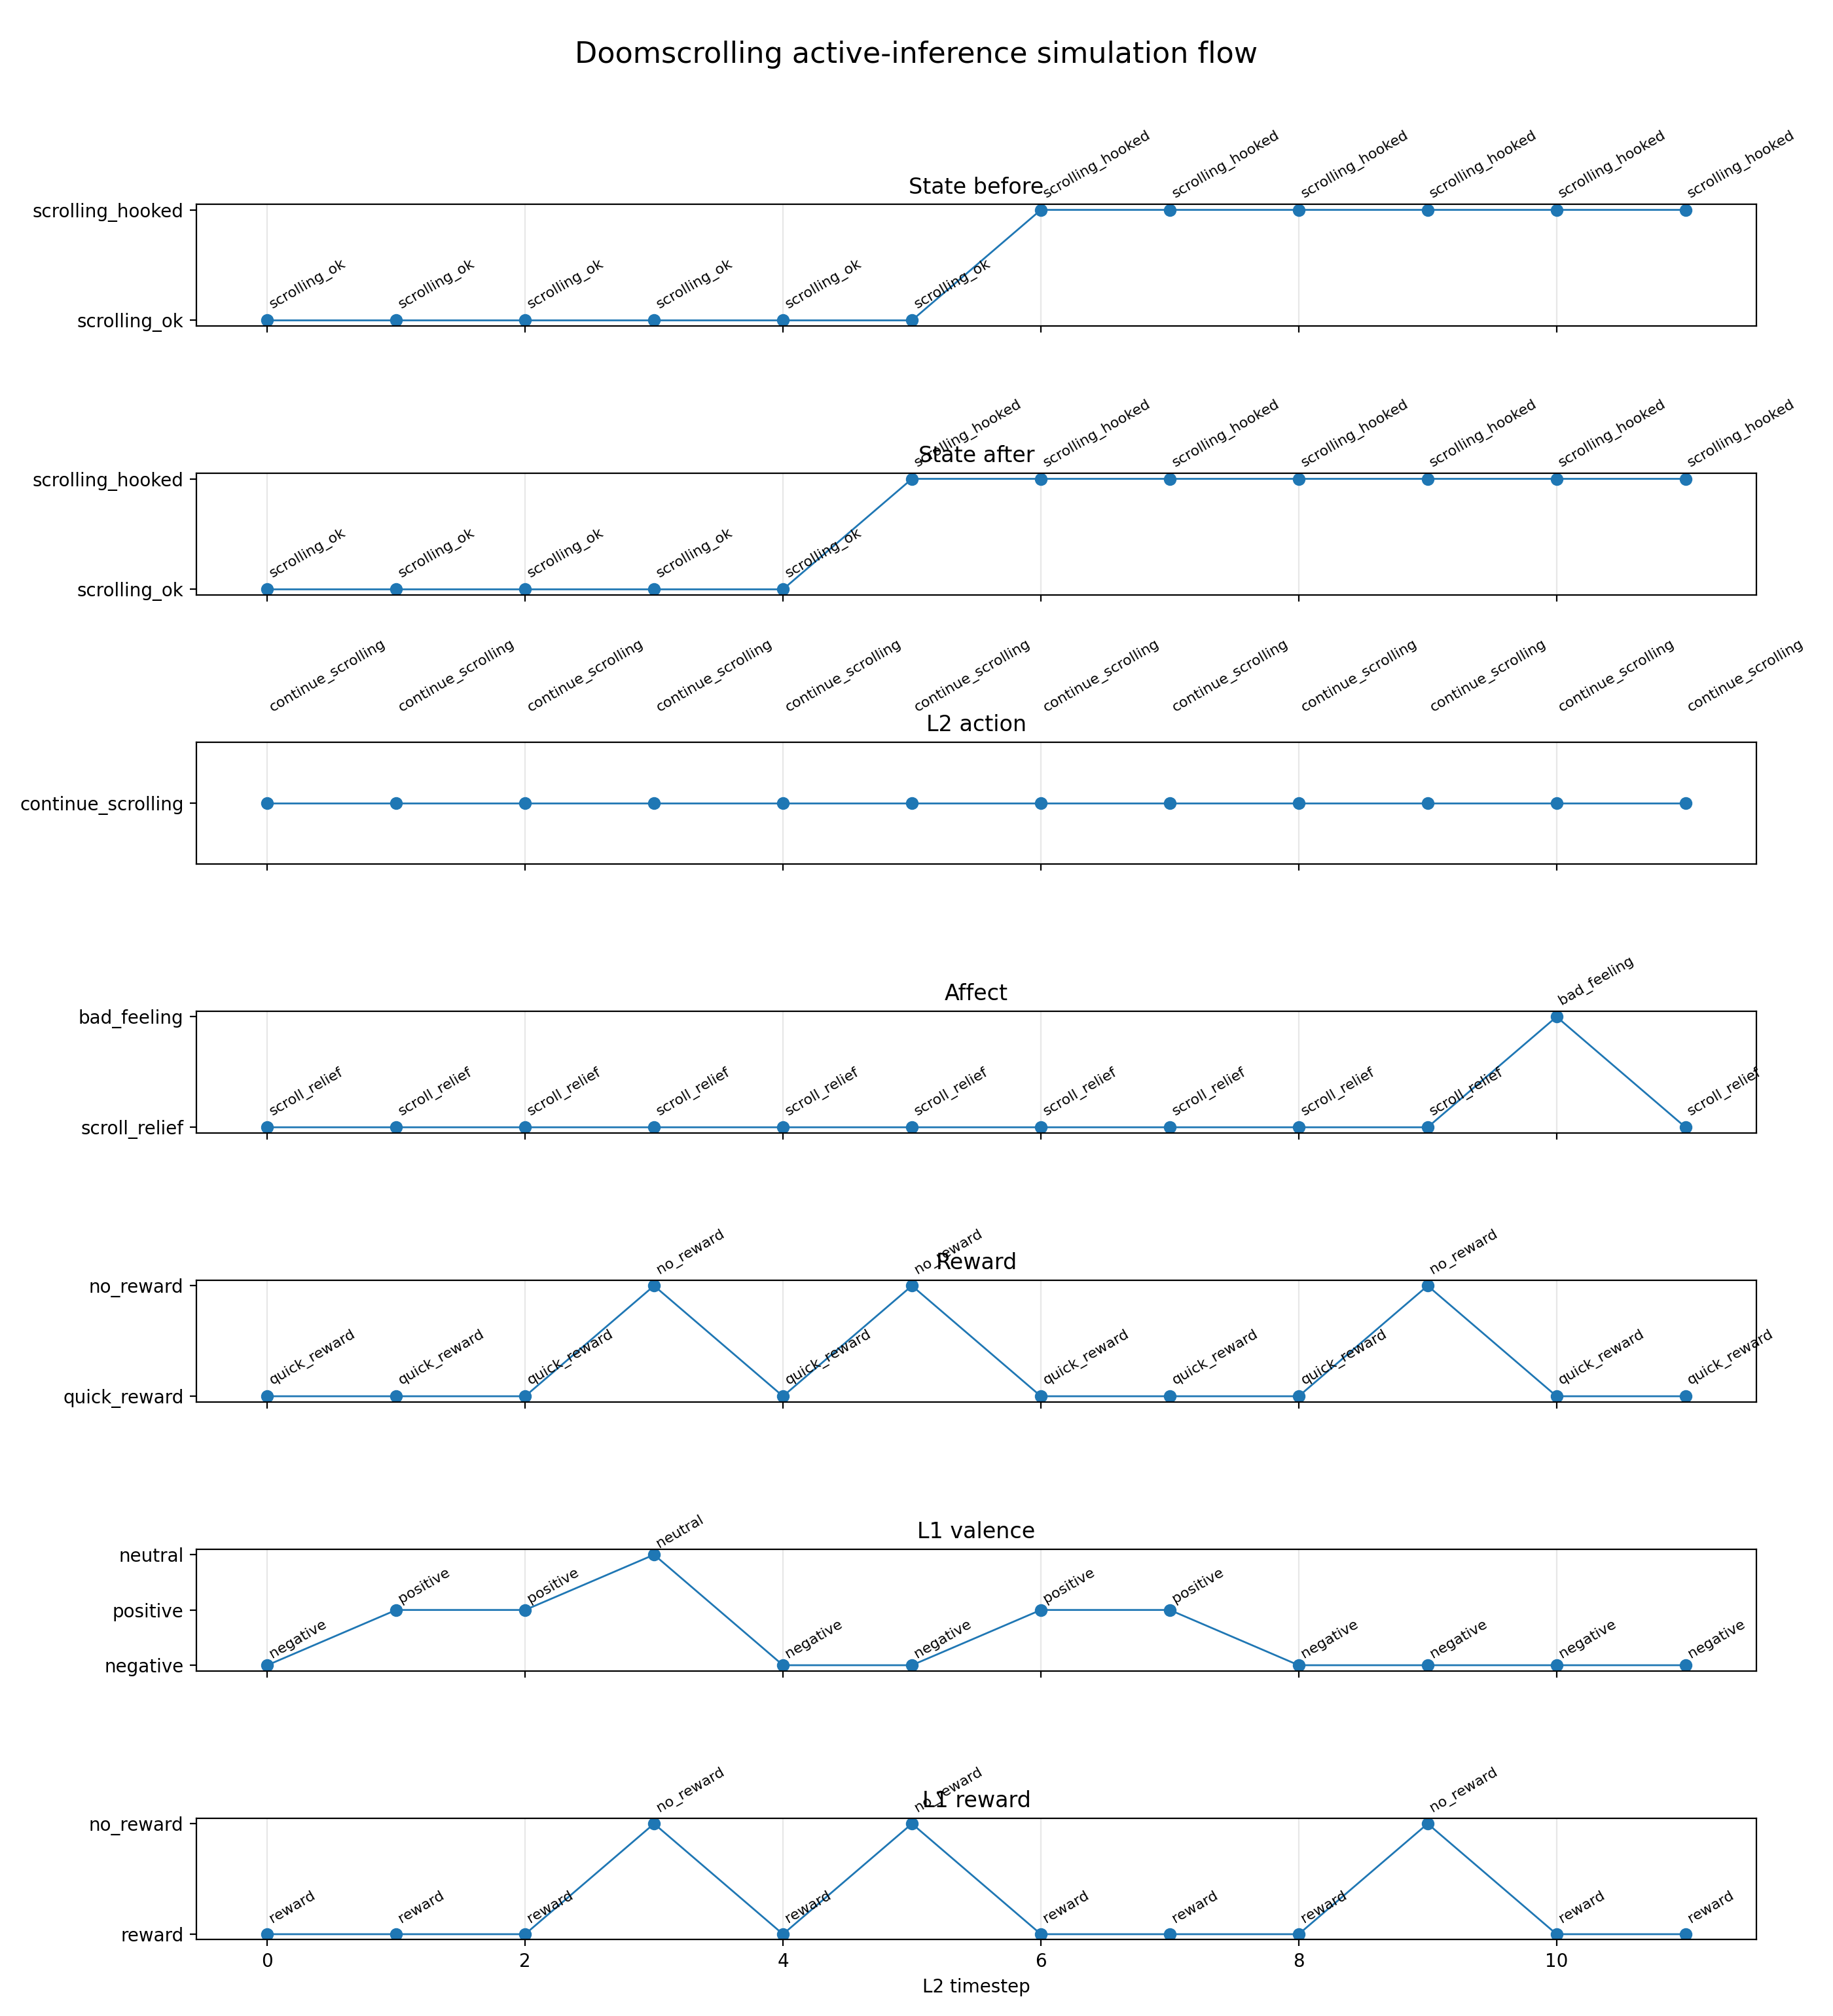 Doomscrolling active-inference simulation flow
scrolling_hooked scrolling_hooked scrolling_hooked scrolling_hooked scrolling_hooked scrolling_hooked
State before
scrolling_hooked
scrolling_ok scrolling_ok scrolling_ok scrolling_ok scrolling_ok scrolling_ok
scrolling_ok
scrolling_hooked scrolling_hooked scrolling_hooked scrolling_hooked scrolling_hooked scrolling_hooked scrolling_hooked
State after
scrolling_hooked
scrolling_ok scrolling_ok scrolling_ok scrolling_ok scrolling_ok
scrolling_ok
continue_scrolling continue_scrolling continue_scrolling continue_scrolling continue_scrolling continue_scrolling continue_scrolling continue_scrolling continue_scrolling continue_scrolling continue_scrolling continue_scrolling
L2 action
continue_scrolling
bad_feeling
Affect
bad_feeling
scroll_relief scroll_relief scroll_relief scroll_relief scroll_relief scroll_relief scroll_relief scroll_relief scroll_relief scroll_relief scroll_relief
scroll_relief
no_reward no_reward no_reward
Reward
no_reward
quick_reward quick_reward quick_reward quick_reward quick_reward quick_reward quick_reward quick_reward quick_reward
quick_reward
neutral
L1 valence
neutral
positive positive positive positive
positive
negative negative negative negative negative negative negative
negative
no_reward no_reward no_reward
L1 reward
no_reward
reward reward reward reward reward reward reward reward reward
reward
0 2 4 6 8 10
L2 timestep